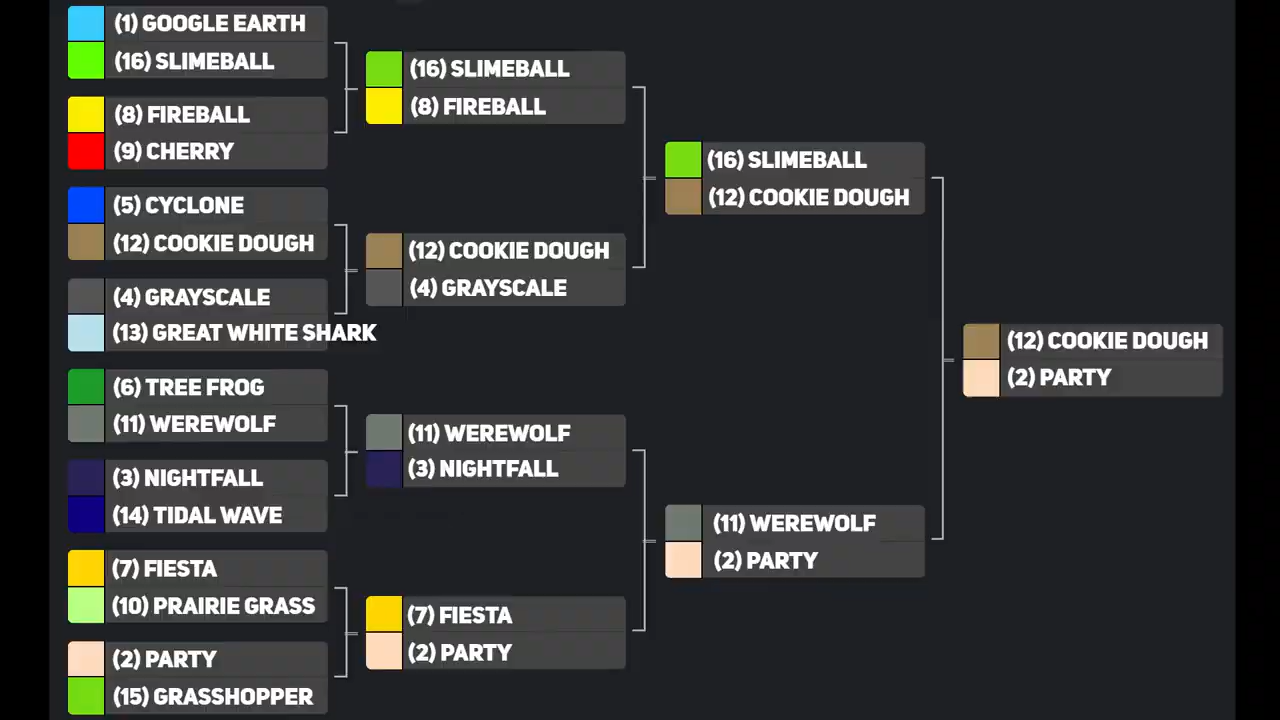 (1) GOOGLE EARTH
(16) SLIMEBALL
(8) FIREBALL
(9) CHERRY
(5) CYCLONE
(12) COOKIE DOUGH
(4) GRAYSCALE
(13) GREAT WHITE SHARK
(6) TREE FROG
(11) WEREWOLF
(3) NIGHTFALL
(14) TIDAL WAVE
(7) FIESTA
(10) PRAIRIE GRASS
(2) PARTY
(15) GRASSHOPPER
(16) SLIMEBALL
(8) FIREBALL
(12) COOKIE DOUGH
(4) GRAYSCALE
(11) WEREWOLF
(3) NIGHTFALL
(7) FIESTA
(2) PARTY
(16) SLIMEBALL
(12) COOKIE DOUGH
(11) WEREWOLF
(2) PARTY
(12) COOKIE DOUGH
(2) PARTY